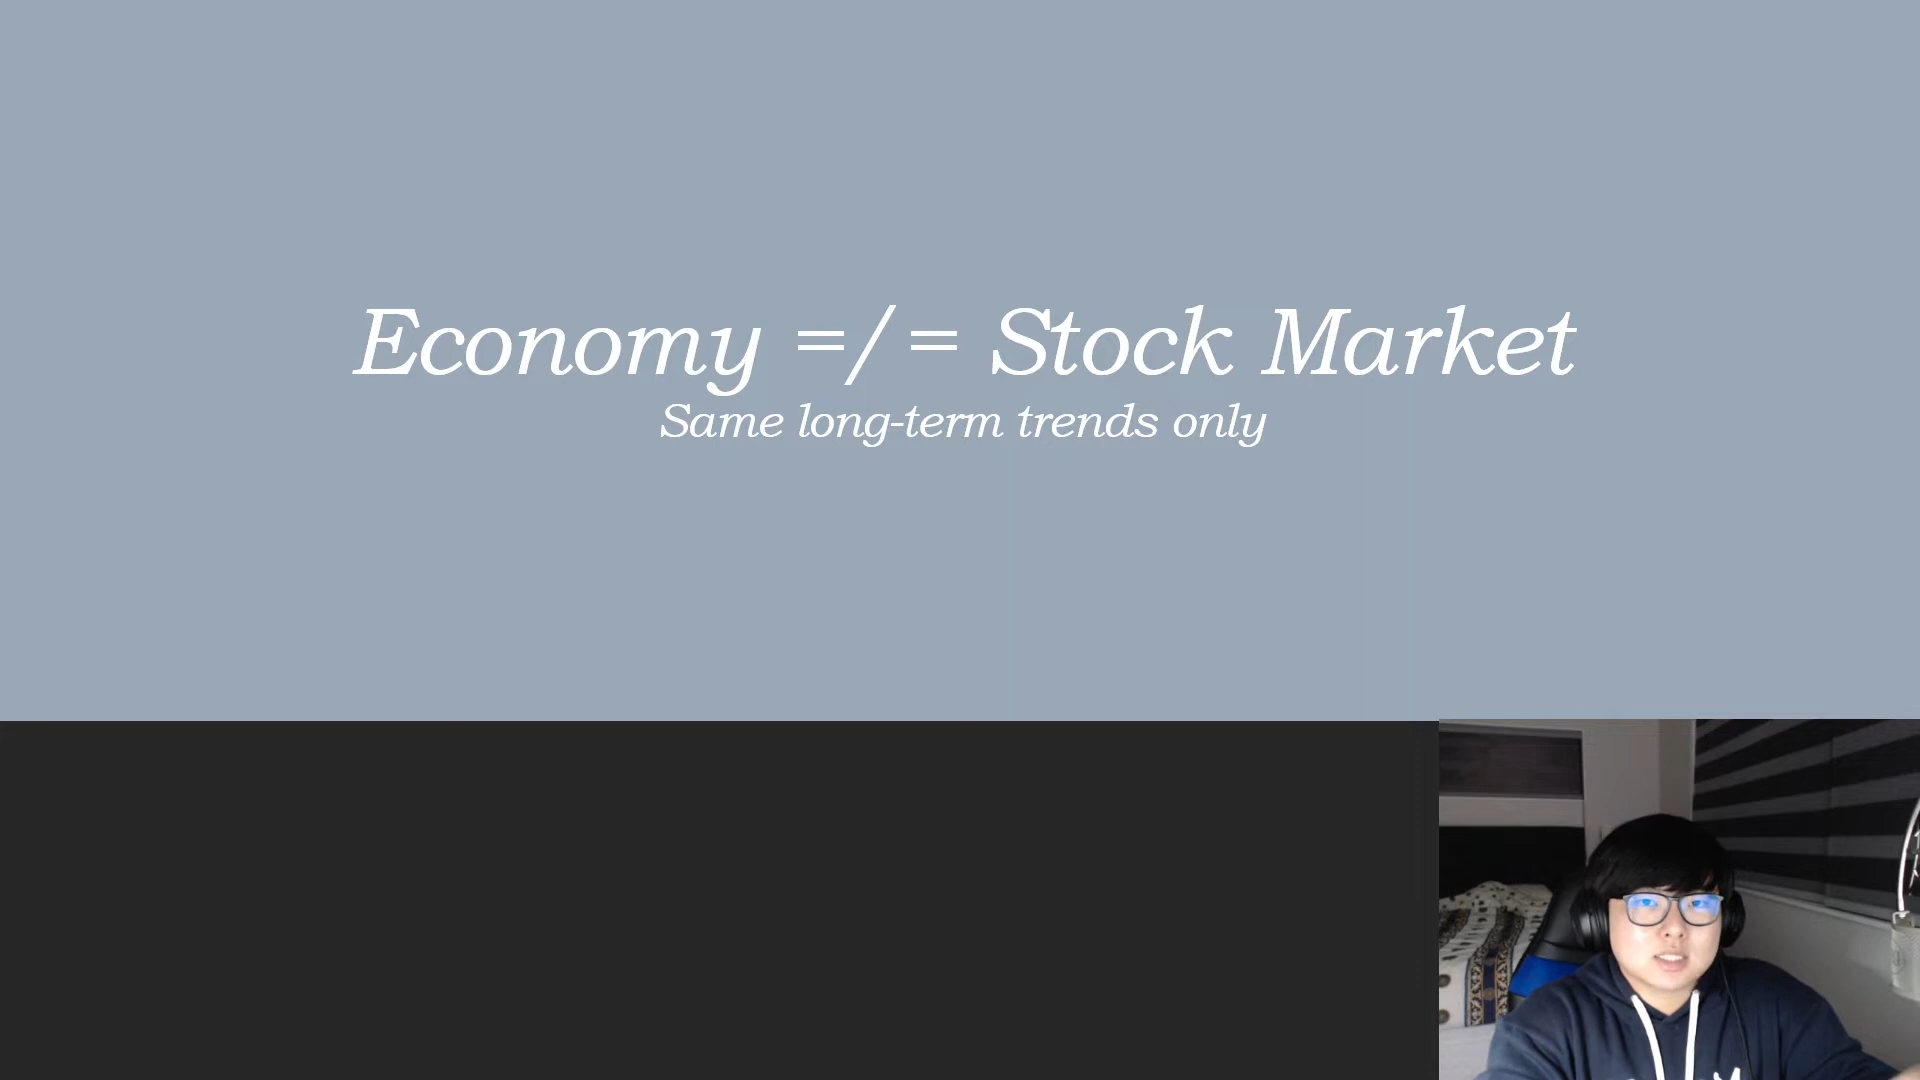 Economy =/= Stock Market
Same long-term trends only